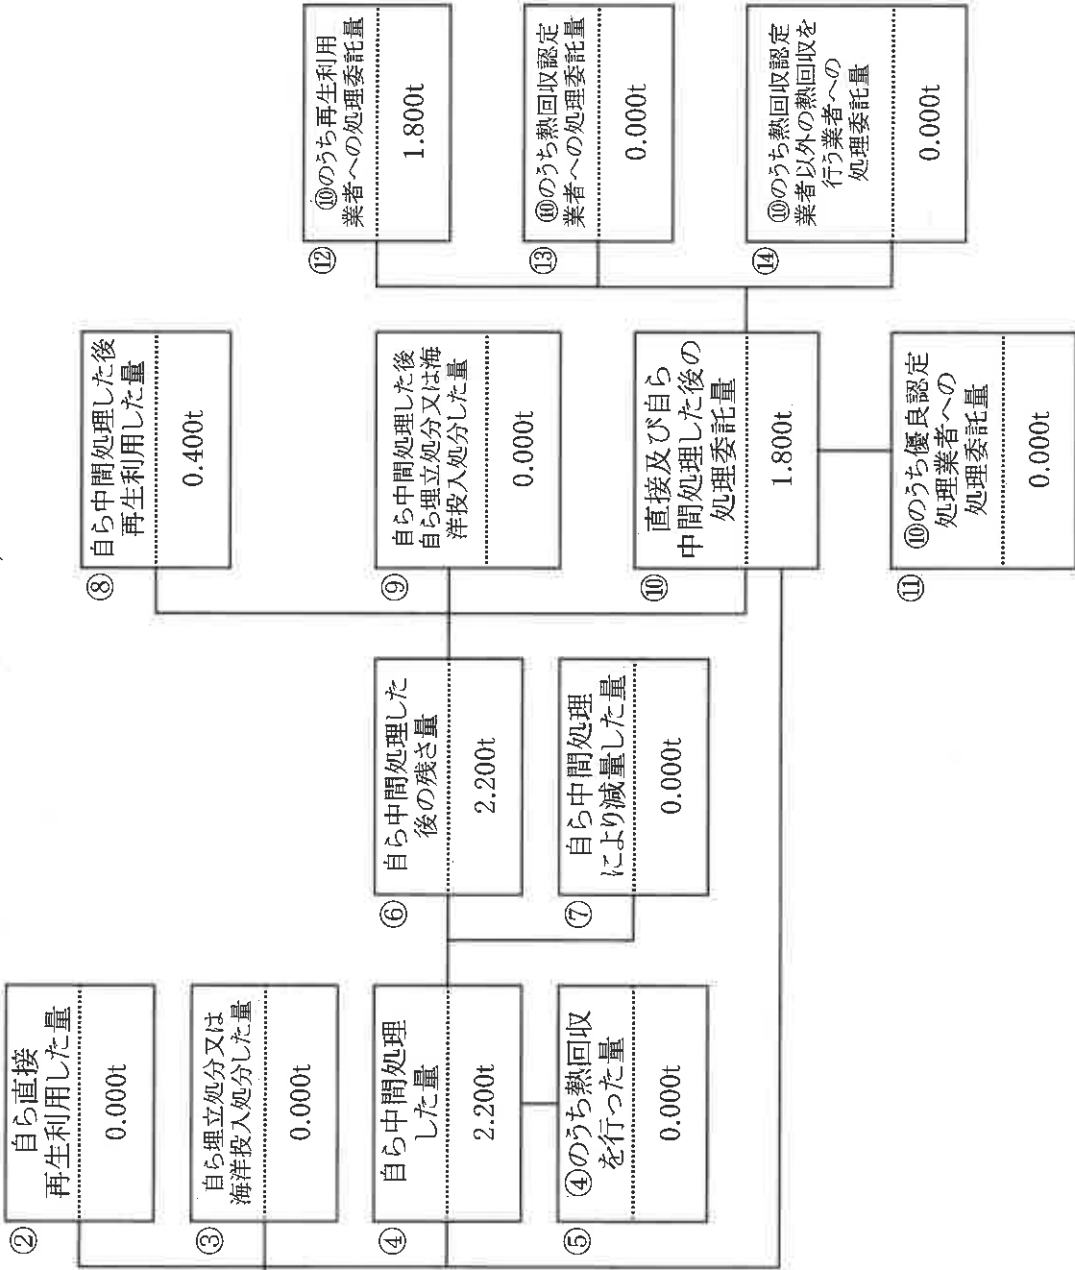 ②
自ら直接
再生利用した量
0.000t
③
自ら埋立処分又は
海洋投入処分した量
0.000t
④
自ら中間処理
した量
2.200t
⑤
④のうち熱回収
を行った量
0.000t
⑥
自ら中間処理した
後の残さ量
2.200t
⑦
自ら中間処理
により減量した量
0.000t
⑧
自ら中間処理した後
再生利用した量
0.400t
⑨
自ら中間処理した後
自ら埋立処分又は海
洋投入処分した量
0.000t
⑩
直接及び自ら
中間処理した後の
処理委託量
1.800t
⑪
⑩のうち優良認定
処理業者への
処理委託量
0.000t
⑫
⑩のうち再生利用
業者への処理委託量
1.800t
⑬
⑩のうち熱回収認定
業者への処理委託量
0.000t
⑭
⑩のうち熱回収認定
業者以外の熱回収を
行う業者への
処理委託量
0.000t